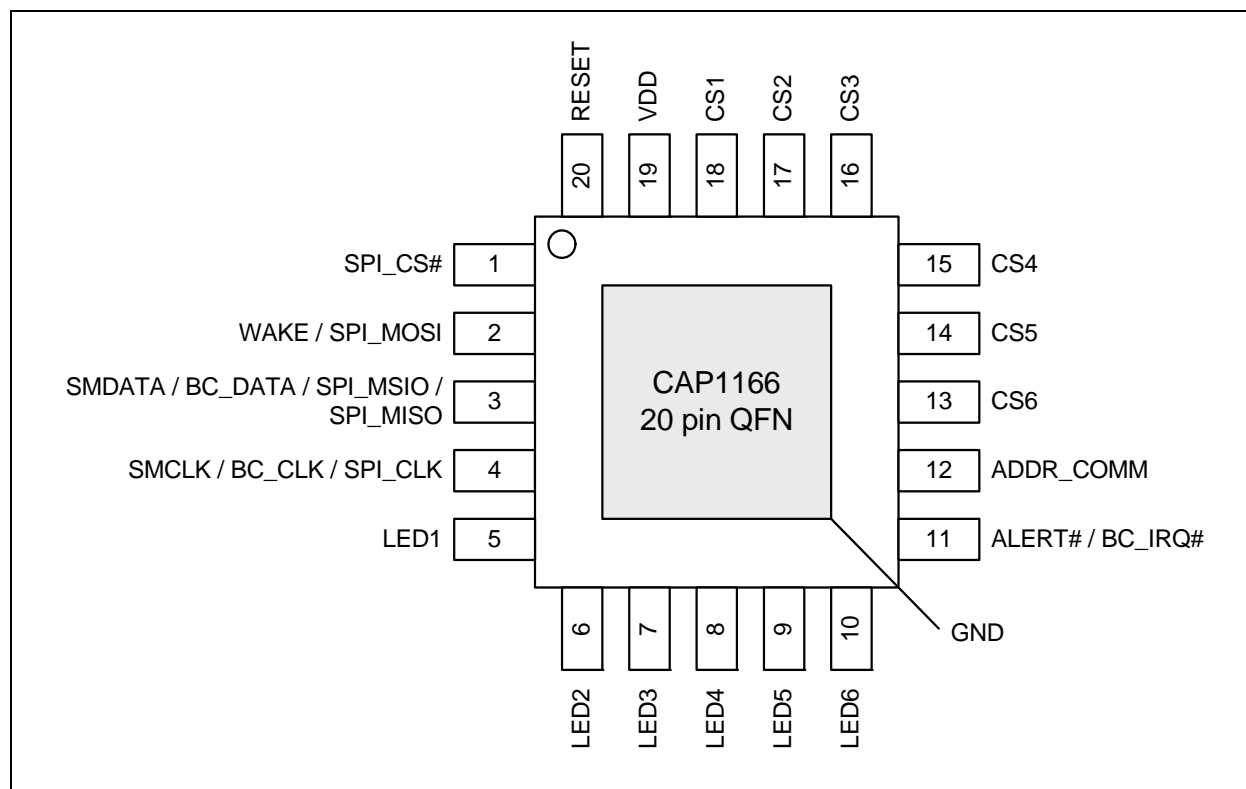 RESET
VDD
CS1
CS2
CS3
20
19
18
17
16
SPI_CS#
1
WAKE / SPI_MOSI
2
SMDATA / BC_DATA / SPI_MSIO /
SPI_MISO
3
SMCLK / BC_CLK / SPI_CLK
4
LED1
5
CAP1166
20 pin QFN
15
CS4
14
CS5
13
CS6
12
ADDR_COMM
11
ALERT# / BC_IRQ#
GND
6
7
8
9
10
LED2
LED3
LED4
LED5
LED6